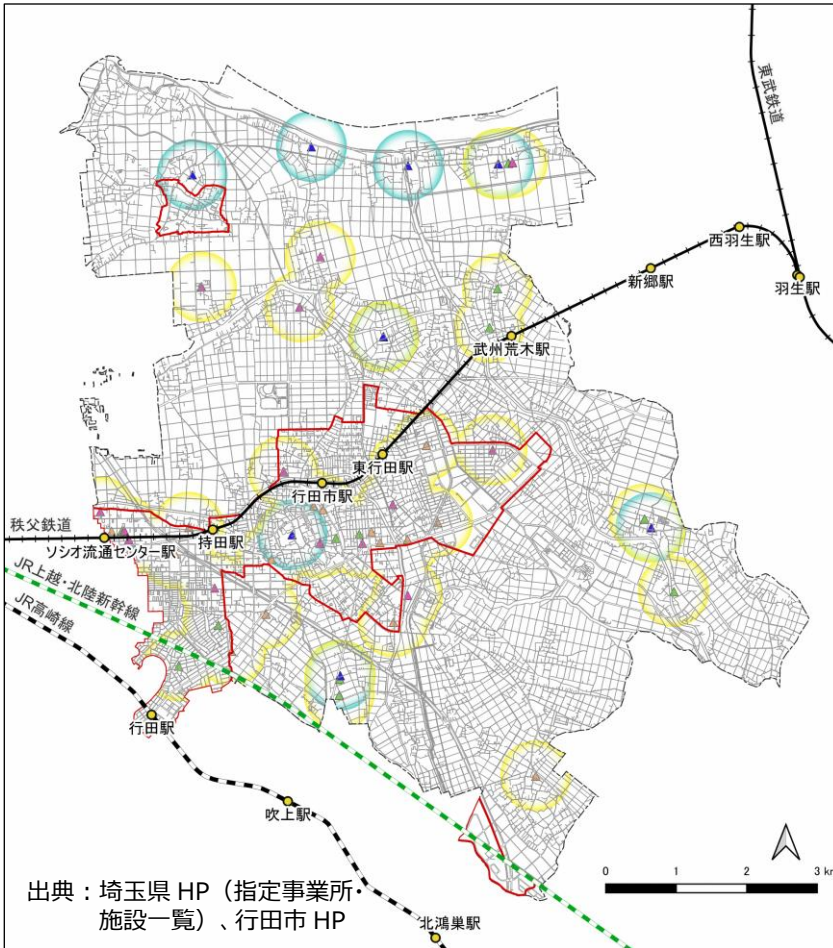 東武鉄道
西羽生駅
新郷駅
羽生駅
武州荒木駅
東行田駅
行田市駅
秩父鉄道
持田駅
ソシオ流通センター駅
JR上越・北陸新幹線
JR高崎線
行田駅
吹上駅
0 1 2 3 km
出典：埼玉県 HP（指定事業所・
施設一覧）、行田市 HP
北鴻巣駅